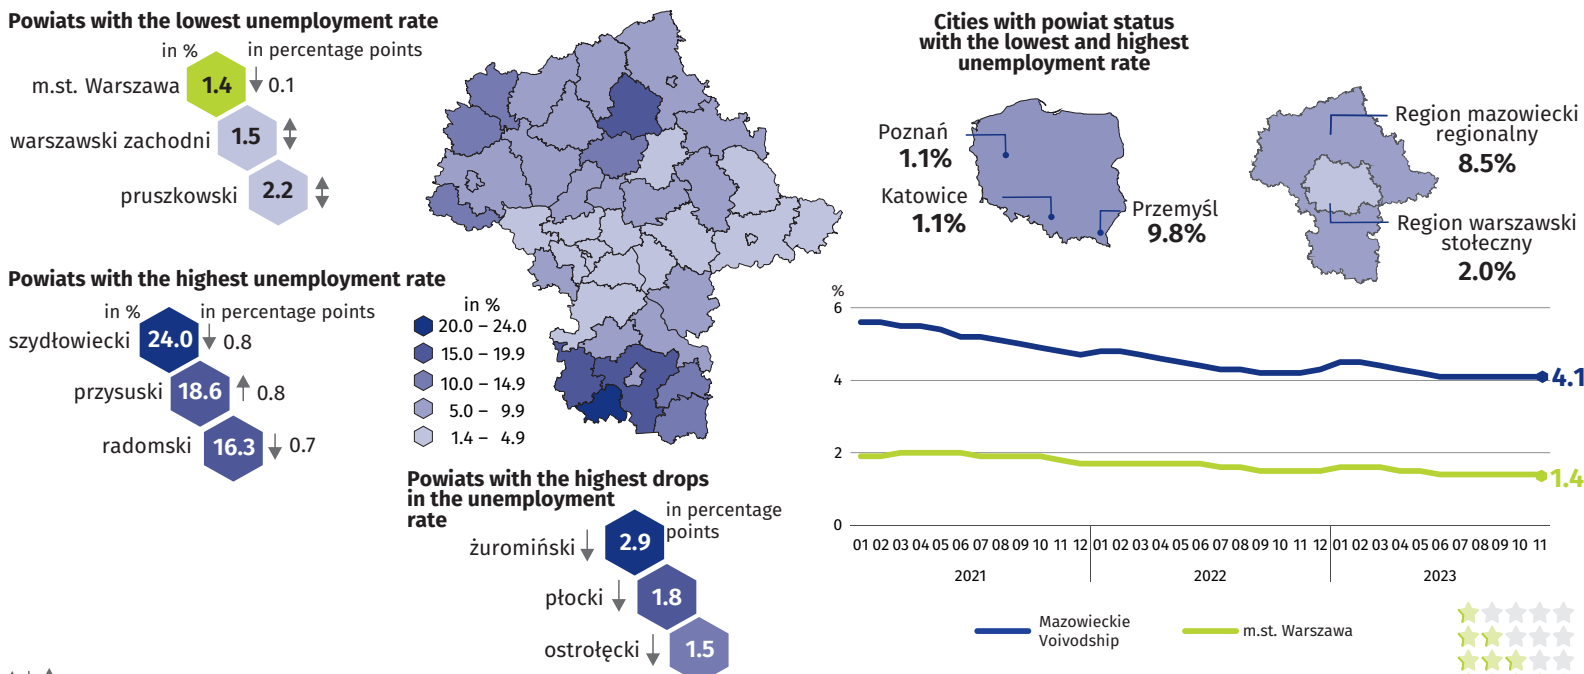 Powiats with the lowest unemployment rate
in %
in percentage points
m.st. Warszawa 1.4 0.1
warszawski zachodni 1.5
pruszkowski 2.2
Powiats with the highest unemployment rate
in %
in percentage points
szydłowiecki 24.0 0.8
przysuski 18.6 0.8
radomski 16.3 0.7
in %
20.0 – 24.0
15.0 – 19.9
10.0 – 14.9
5.0 – 9.9
1.4 – 4.9
Powiats with the highest drops
in the unemployment
rate
in percentage
points
żuromiński 2.9
płocki 1.8
ostrołęcki 1.5
Cities with powiat status
with the lowest and highest
unemployment rate
Poznań
1.1%
Katowice
1.1%
Przemyśl
9.8%
Region mazowiecki
regionalny
8.5%
Region warszawski
stołeczny
2.0%
%
6
4
2
0
4.1
1.4
01 02 03 04 05 06 07 08 09 10 11 12 01 02 03 04 05 06 07 08 09 10 11 12 01 02 03 04 05 06 07 08 09 10 11
2021 2022 2023
Mazowieckie
Voivodship
m.st. Warszawa